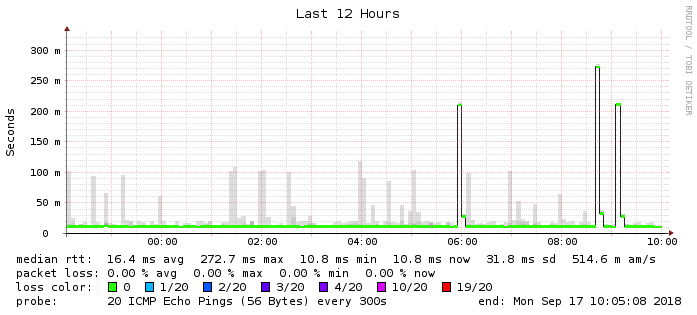 Last 12 Hours
RRDTOOL / TOBI OETIKER
Seconds
300 m
250 m
200 m
150 m
100 m
50 m
0
00:00 02:00 04:00 06:00 08:00 10:00
median rtt: 16.4 ms avg 272.7 ms max 10.8 ms min 10.8 ms now 31.8 ms sd 514.6 m am/s
packet loss: 0.00 % avg 0.00 % max 0.00 % min 0.00 % now
loss color: 0 1/20 2/20 3/20 4/20 10/20 19/20
probe: 20 ICMP Echo Pings (56 Bytes) every 300s end: Mon Sep 17 10:05:08 2018